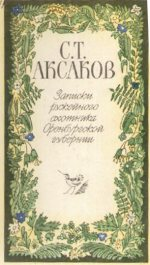 С.Т.
АКСАКОВ
Записки
ружейного
охотника
Оренбургской
губернии